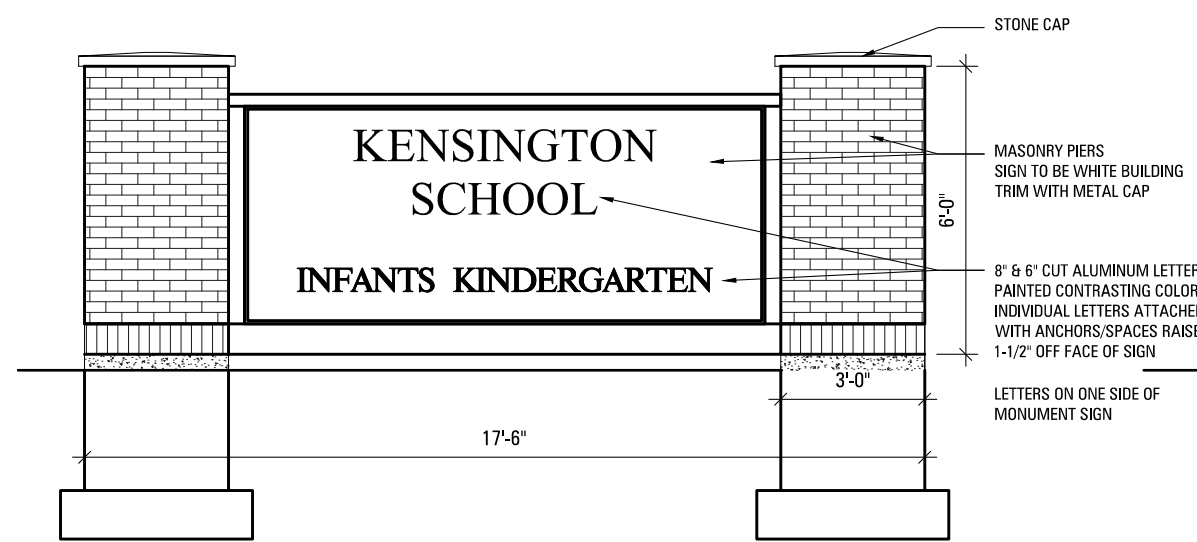 STONE CAP
KENSINGTON
SCHOOL
INFANTS KINDERGARTEN
MASONRY PIERS
SIGN TO BE WHITE BUILDING
TRIM WITH METAL CAP
6'-0"
8" & 6" CUT ALUMINUM LETTER
PAINTED CONTRASTING COLOR
INDIVIDUAL LETTERS ATTACHE
WITH ANCHORS/SPACES RAISE
1-1/2" OFF FACE OF SIGN
3'-0"
LETTERS ON ONE SIDE OF
MONUMENT SIGN
17'-6"